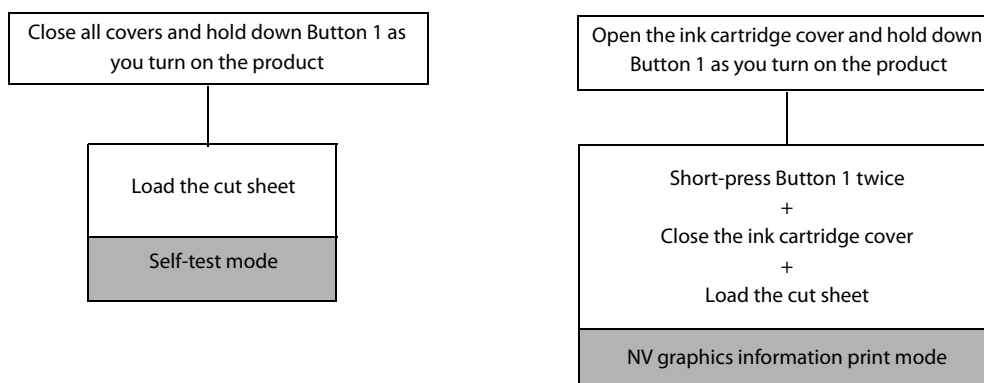 Close all covers and hold down Button 1 as
you turn on the product
Load the cut sheet
Self-test mode
Open the ink cartridge cover and hold down
Button 1 as you turn on the product
Short-press Button 1 twice
+
Close the ink cartridge cover
+
Load the cut sheet
NV graphics information print mode